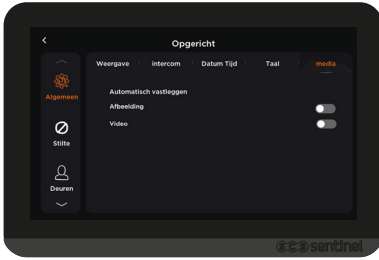 Opgericht
Weergave intercom Datum Tijd Taal media
Algemeen
Automatisch vastleggen
Afbeelding
Video
Stilte
Deuren
sentinel